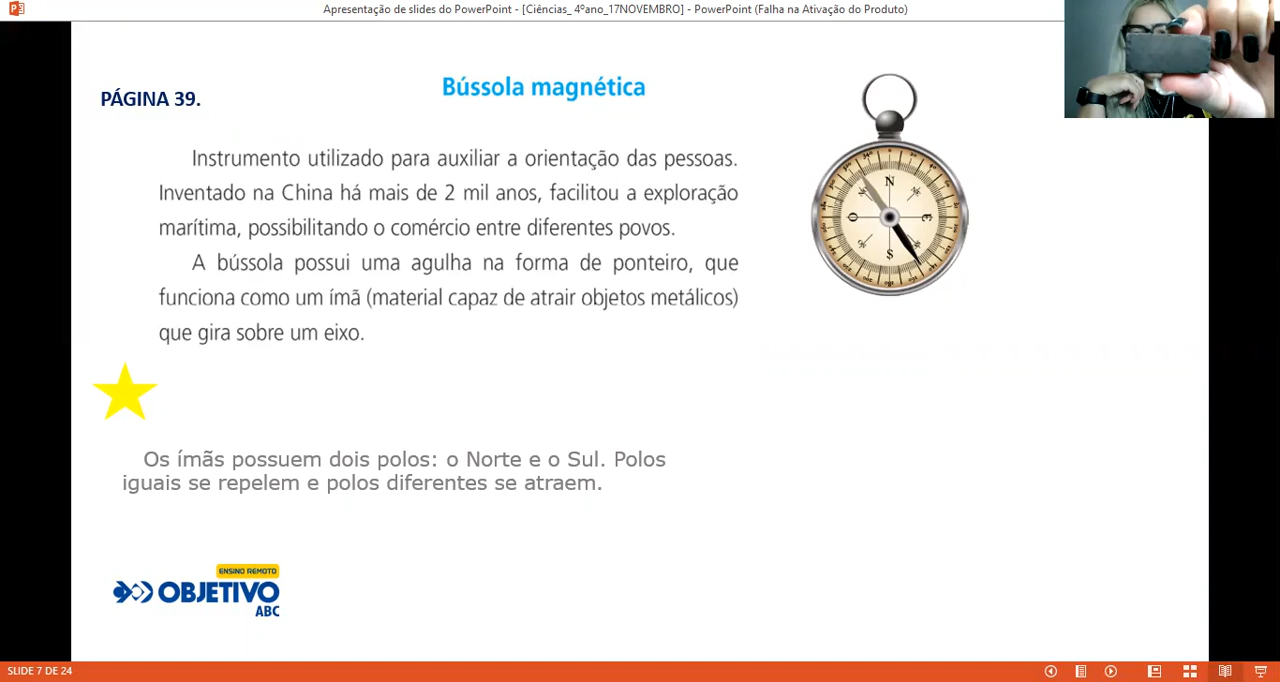 Apresentação de slides do PowerPoint - [Ciências_ 4ºano_17NOVEMBRO] - PowerPoint (Falha na Ativação do Produto)
PÁGINA 39.
Bússola magnética
Instrumento utilizado para auxiliar a orientação das pessoas.
Inventado na China há mais de 2 mil anos, facilitou a exploração
marítima, possibilitando o comércio entre diferentes povos.
A bússola possui uma agulha na forma de ponteiro, que
funciona como um ímã (material capaz de atrair objetos metálicos)
que gira sobre um eixo.
N
O
E
S
Os ímãs possuem dois polos: o Norte e o Sul. Polos
iguais se repelem e polos diferentes se atraem.
ENSINO REMOTO
OBJETIVO
ABC
SLIDE 7 DE 24